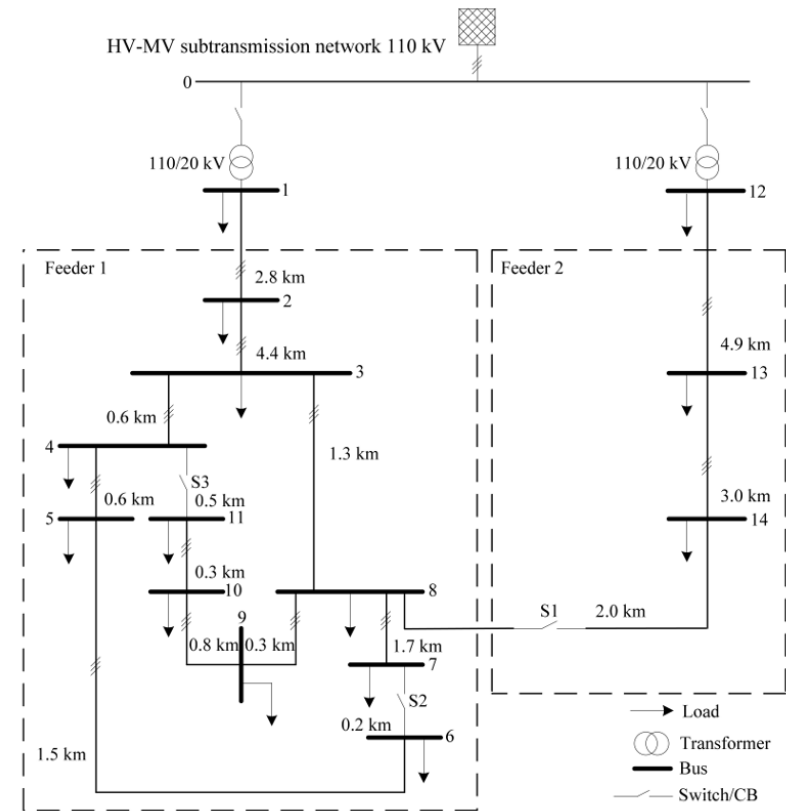 HV-MV subtransmission network 110 kV
0
110/20 kV
110/20 kV
1
12
Feeder 1
Feeder 2
2.8 km
2
4.4 km
4.9 km
3
13
0.6 km
1.3 km
4
S3
0.6 km
0.5 km
3.0 km
5
11
14
0.3 km
10
8
9
S1
2.0 km
0.8 km
0.3 km
1.7 km
7
S2
Load
0.2 km
6
Transformer
1.5 km
Bus
Switch/CB